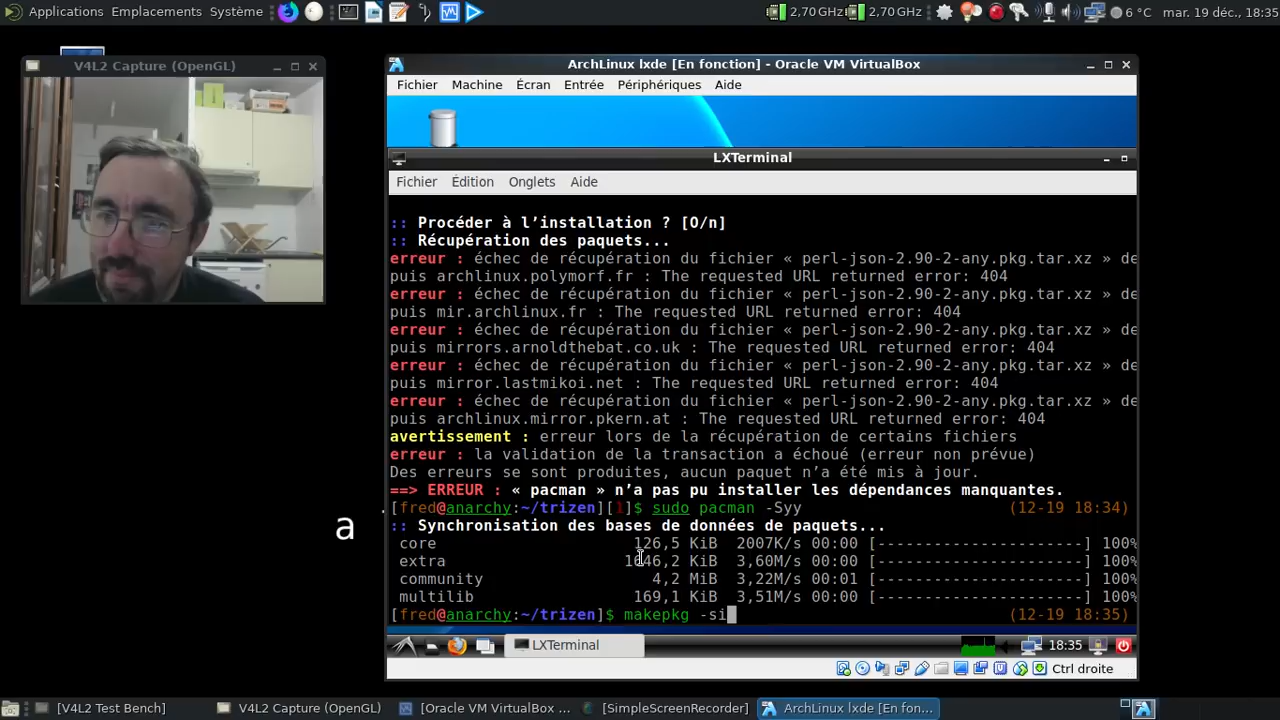 Applications Emplacements Système 2,70 GHz 2,70 GHz 6 °C mar. 19 déc., 18:35
V4L2 Capture (OpenGL)
ArchLinux lxde [En fonction] - Oracle VM VirtualBox
Fichier Machine Écran Entrée Périphériques Aide
LXTerminal
Fichier Édition Onglets Aide
:: Procéder à l’installation ? [O/n]
:: Récupération des paquets...
erreur : échec de récupération du fichier « perl-json-2.90-2-any.pkg.tar.xz » de
puis archlinux.polymorf.fr : The requested URL returned error: 404
erreur : échec de récupération du fichier « perl-json-2.90-2-any.pkg.tar.xz » de
puis mir.archlinux.fr : The requested URL returned error: 404
erreur : échec de récupération du fichier « perl-json-2.90-2-any.pkg.tar.xz » de
puis mirrors.arnoldthebat.co.uk : The requested URL returned error: 404
erreur : échec de récupération du fichier « perl-json-2.90-2-any.pkg.tar.xz » de
puis mirror.lastmikoi.net : The requested URL returned error: 404
erreur : échec de récupération du fichier « perl-json-2.90-2-any.pkg.tar.xz » de
puis archlinux.mirror.pkern.at : The requested URL returned error: 404
avertissement : erreur lors de la récupération de certains fichiers
erreur : la validation de la transaction a échoué (erreur non prévue)
Des erreurs se sont produites, aucun paquet n’a été mis à jour.
==> ERREUR : « pacman » n’a pas pu installer les dépendances manquantes.
[fred@anarchy:~/trizen][1]$ sudo pacman -Syy (12-19 18:34)
:: Synchronisation des bases de données de paquets...
core 126,5 KiB 2007K/s 00:00 [----------------------] 100%
extra 1646,2 KiB 3,60M/s 00:00 [----------------------] 100%
community 4,2 MiB 3,22M/s 00:01 [----------------------] 100%
multilib 169,1 KiB 3,51M/s 00:00 [----------------------] 100%
[fred@anarchy:~/trizen]$ makepkg -si (12-19 18:35)
a
LXTerminal 18:35
Ctrl droite
[V4L2 Test Bench] V4L2 Capture (OpenGL) [Oracle VM VirtualBox ... [SimpleScreenRecorder] ArchLinux lxde [En fon...